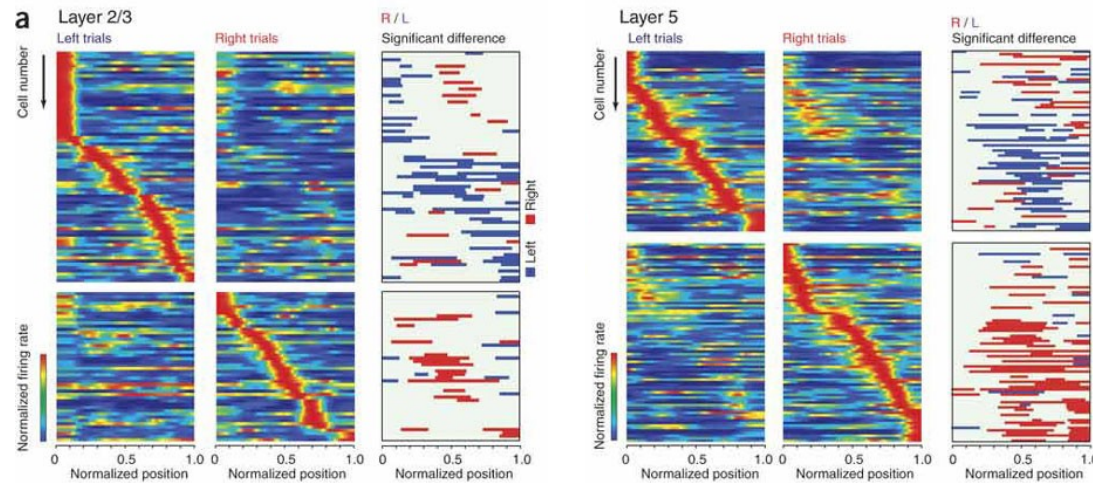 a
Layer 2/3
Left trials
Right trials
R / L
Significant difference
Cell number
Normalized firing rate
Left
Right
0
0.5
1.0
0
0.5
1.0
0
0.5
1.0
Normalized position
Normalized position
Normalized position
Layer 5
Left trials
Right trials
R / L
Significant difference
Cell number
Normalized firing rate
0
0.5
1.0
0
0.5
1.0
0
0.5
1.0
Normalized position
Normalized position
Normalized position